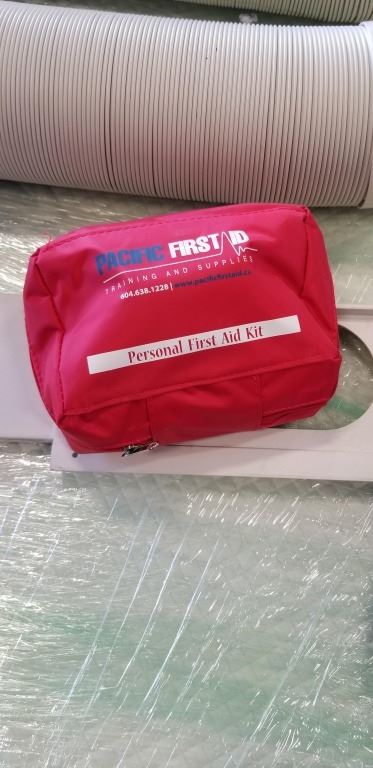 PACIFIC FIRST AID
TRAINING AND SUPPLIES
604.638.1228 | www.pacificfirstaid.ca
Personal First Aid Kit